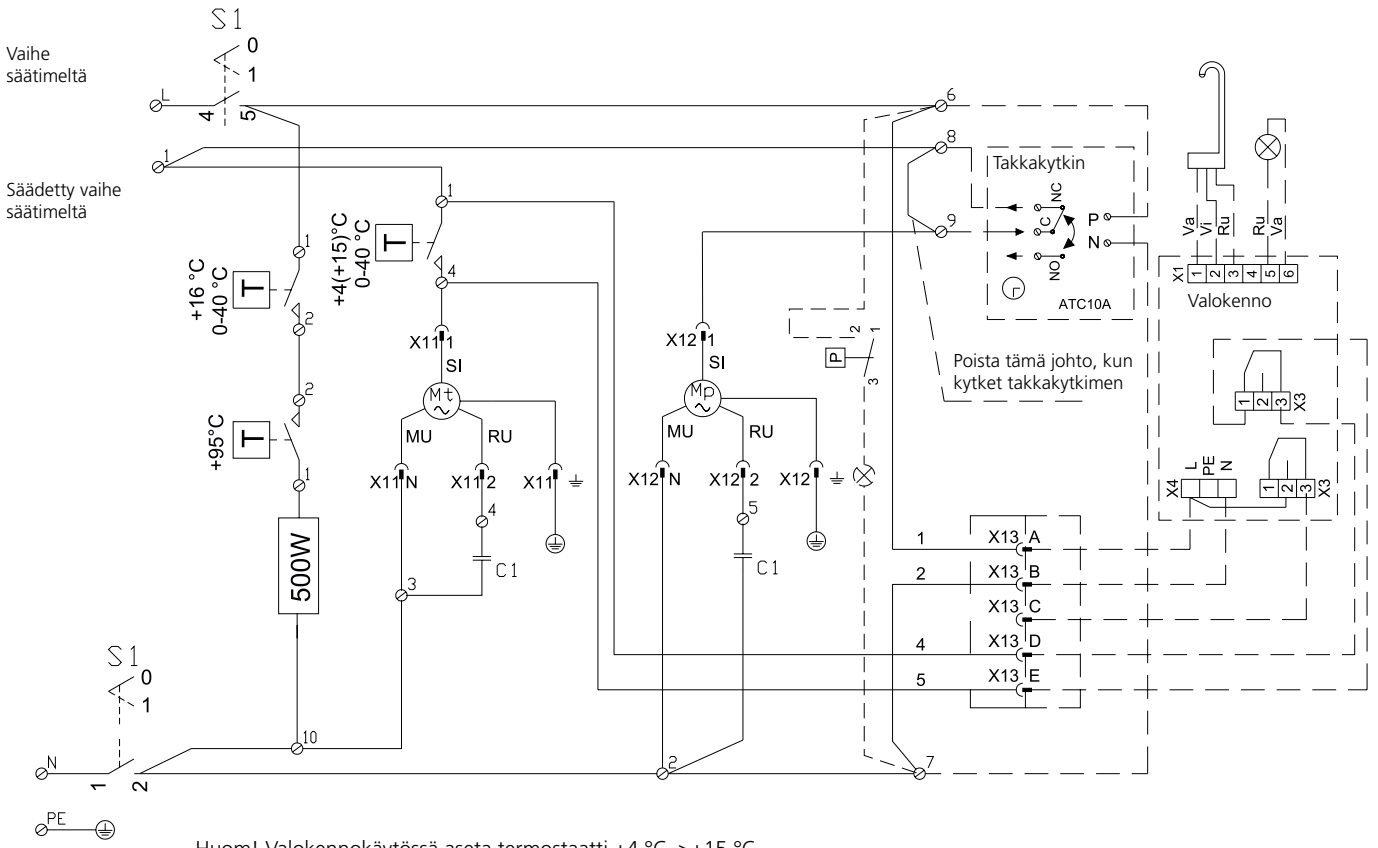 S1
0
1
Vaihe
säätimeltä
L
4
5
6
1
8
Säädetty vaihe
säätimeltä
Takkakytkin
NC
C
NO
P
N
ATC10A
9
Va
Vi
Ru
Ru
Va
X1
1 2 3 4 5 6
Valokenno
1
+16 °C
0-40 °C
T
2
1
+4(+15)°C
0-40 °C
T
4
2
+95°C
T
1
500W
X11 1
SI
Mt
MU
RU
X11 N
X11 2
X11
4
C1
3
X12 1
SI
Mp
MU
RU
X12 N
X12 2
X12
5
C1
2
1
P
3
Poista tämä johto, kun
kytket takkakytkimen
1 2 3
X3
L
PE
N
X4
1 2 3
X3
1
X13 A
2
X13 B
X13 C
4
X13 D
5
X13 E
S1
0
1
10
N
1
2
2
7
PE
Huom! Valokennokäytössä aseta termostaatti +4 °C ->+15 °C